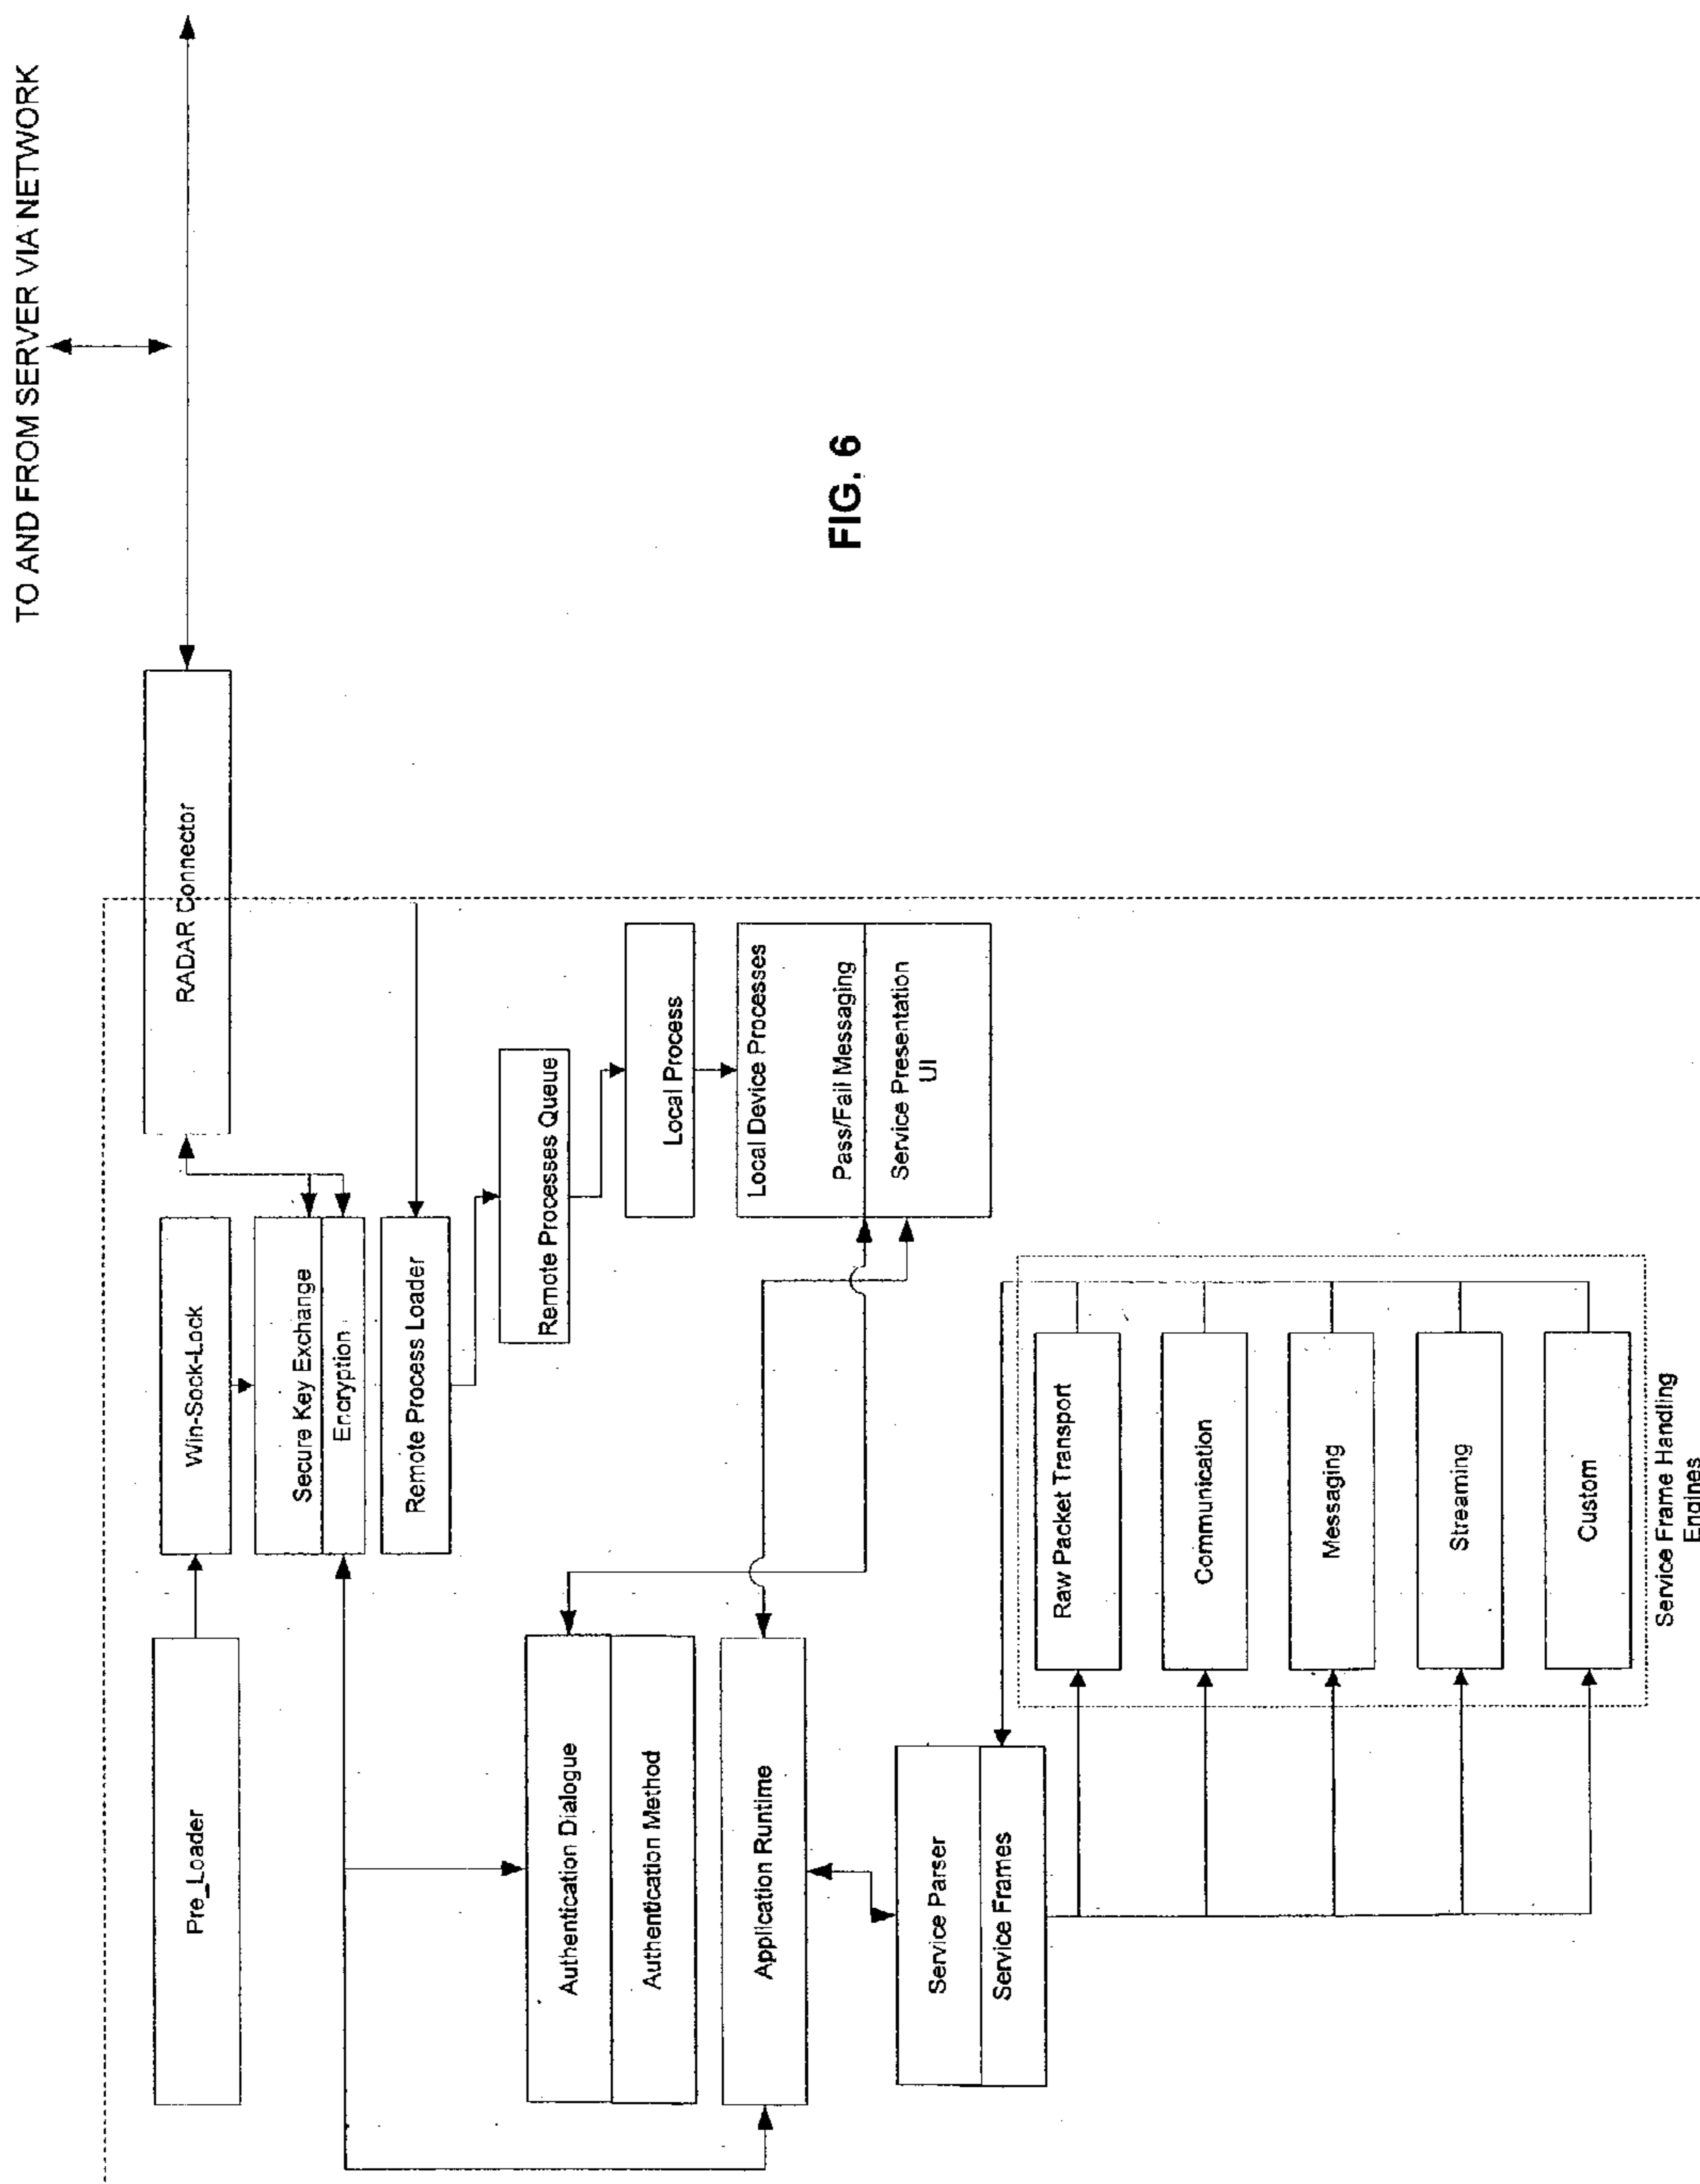 TO AND FROM SERVER VIA NETWORK
Pre_Loader
Win-Sock-Lock
RADAR Connector
Secure Key Exchange
Encryption
Remote Process Loader
Remote Processes Queue
Authentication Dialogue
Authentication Method
Local Process
Application Runtime
Local Device Processes
Pass/Fail Messaging
Service Presentation
UI
FIG. 6
Service Parser
Service Frames
Raw Packet Transport
Communication
Messaging
Streaming
Custom
Service Frame Handling
Engines